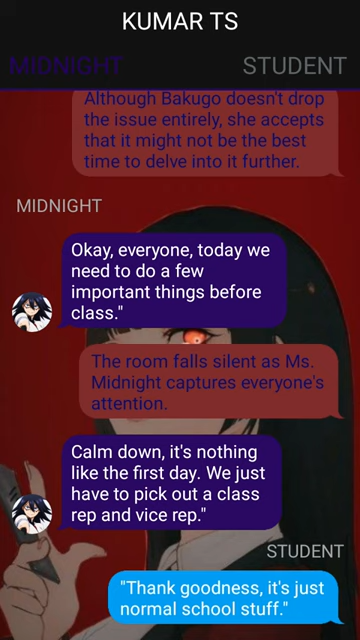 KUMAR TS
MIDNIGHT
STUDENT
Although Bakugo doesn't drop
the issue entirely, she accepts
that it might not be the best
time to delve into it further.
MIDNIGHT
Okay, everyone, today we
need to do a few
important things before
class."
The room falls silent as Ms.
Midnight captures everyone's
attention.
Calm down, it's nothing
like the first day. We just
have to pick out a class
rep and vice rep."
STUDENT
"Thank goodness, it's just
normal school stuff."